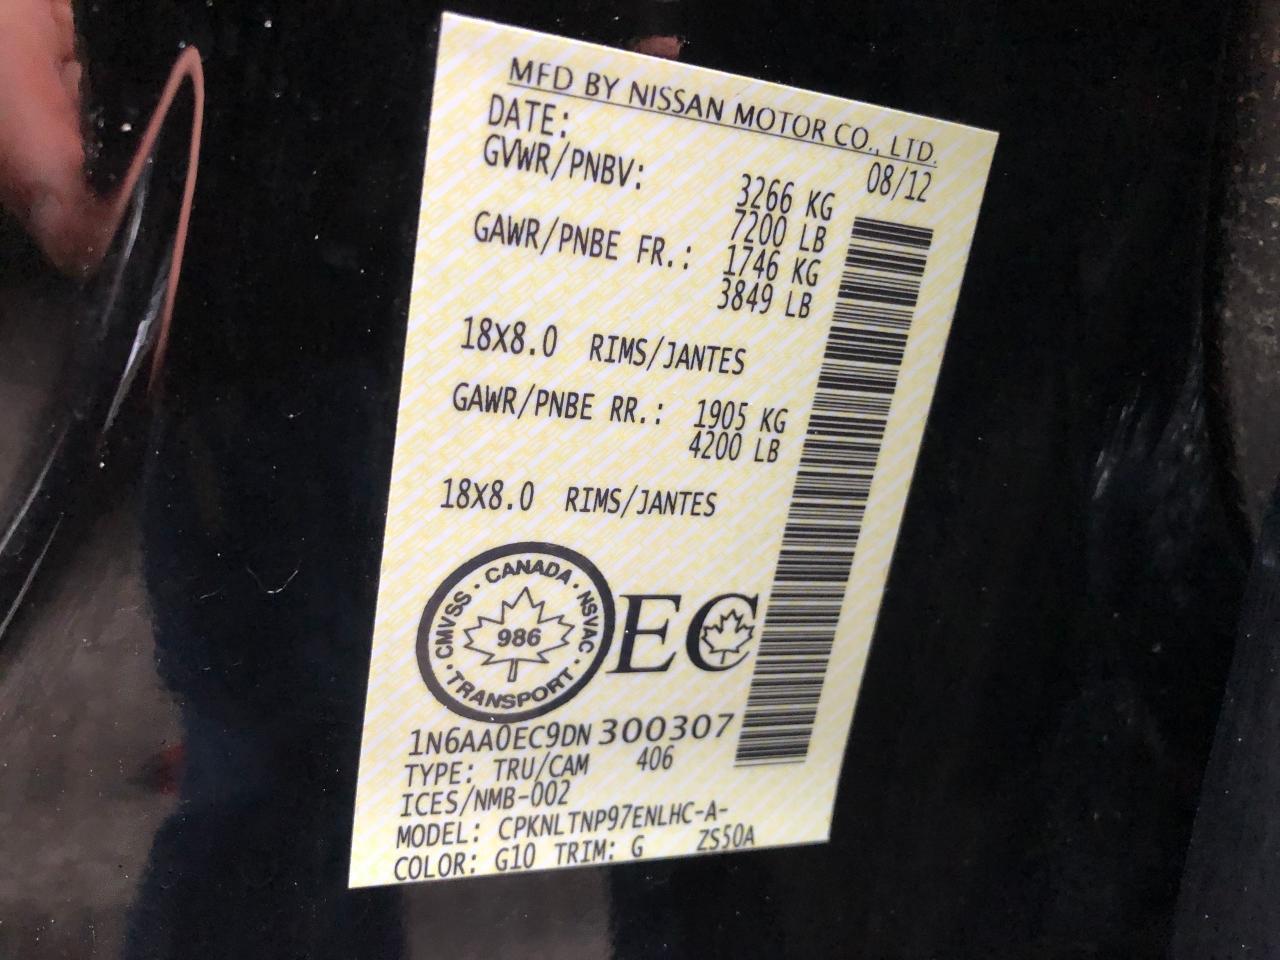 MFD BY NISSAN MOTOR CO., LTD.
DATE: 08/12
GVWR/PNBV: 3266 KG
7200 LB
GAWR/PNBE FR.: 1746 KG
3849 LB
18X8.0 RIMS/JANTES
GAWR/PNBE RR.: 1905 KG
4200 LB
18X8.0 RIMS/JANTES
CANADA · NSVAC · TRANSPORT · CMVSS ·
986
EC
1N6AA0EC9DN300307
TYPE: TRU/CAM 406
ICES/NMB-002
MODEL: CPKNLTNP97ENLHC-A-
COLOR: G10 TRIM: G ZS50A